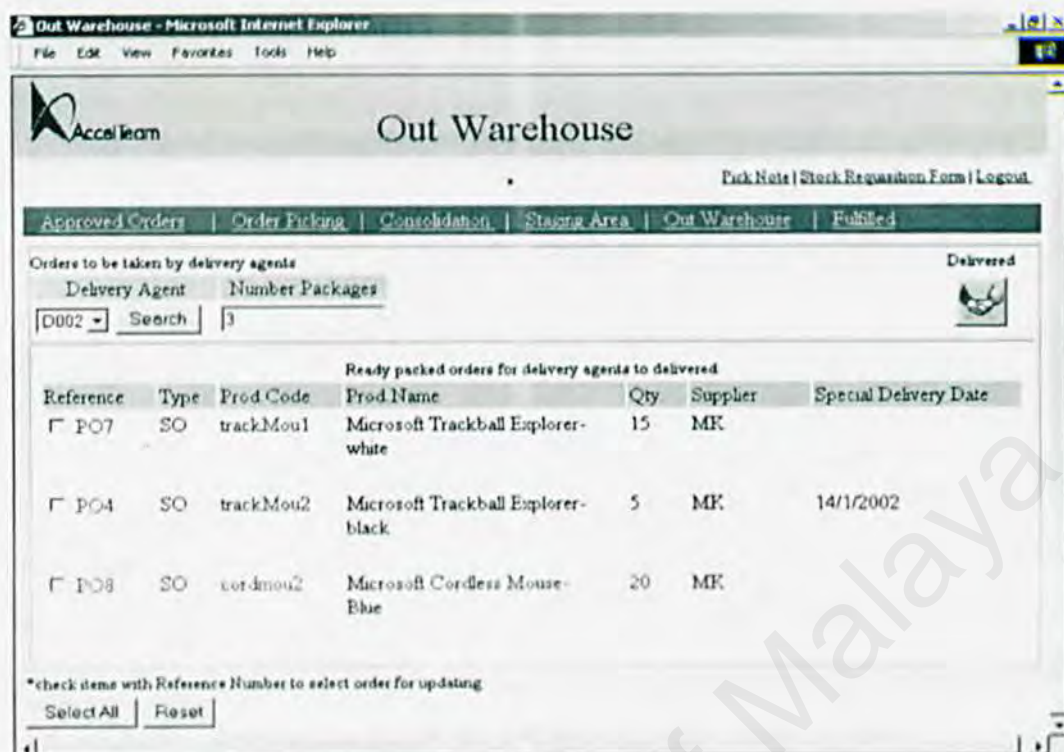 Out Warehouse - Microsoft Internet Explorer
File Edit View Favorites Tools Help
AccelTeam
Out Warehouse
Pick Note | Stock Requisition Form | Logout
Approved Orders | Order Picking | Consolidation | Staging Area | Out Warehouse | Fulfilled
Orders to be taken by delivery agents
Delivered
Delivery Agent Number Packages
D002 Search 3
Ready packed orders for delivery agents to delivered
Reference Type Prod Code Prod Name Qty Supplier Special Delivery Date
PO7 SO trackMou1 Microsoft Trackball Explorer- 15 MK
white
PO4 SO trackMou2 Microsoft Trackball Explorer- 5 MK 14/1/2002
black
PO8 SO cordmou2 Microsoft Cordless Mouse- 20 MK
Blue
*check items with Reference Number to select order for updating
Select All Reset
of Malaya